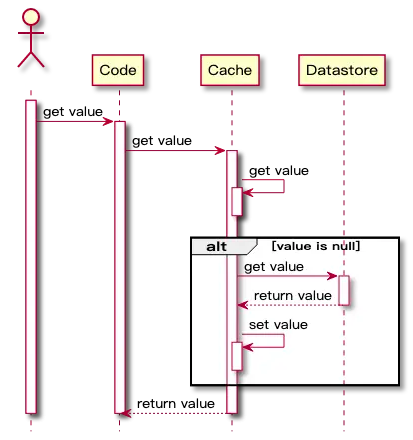 Code
Cache
Datastore
get value
get value
get value
alt
[value is null]
get value
return value
set value
return value